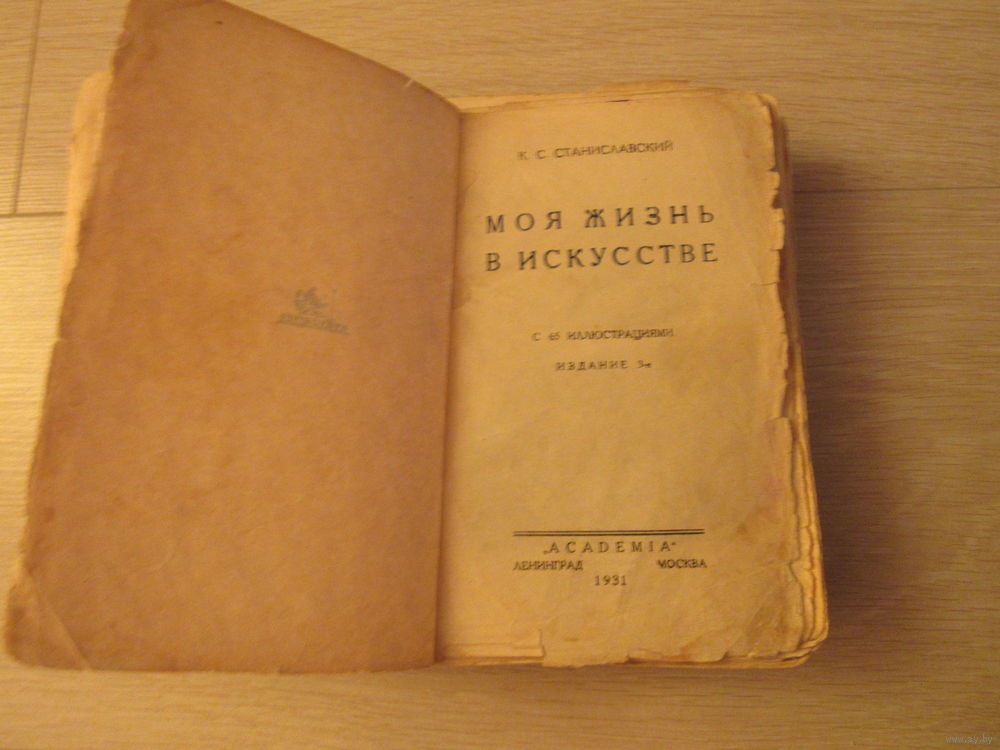 К. С. СТАНИСЛАВСКИЙ
МОЯ ЖИЗНЬ
В ИСКУССТВЕ
С 65 ИЛЛЮСТРАЦИЯМИ
ИЗДАНИЕ 3-е
„ACADEMIA“
ЛЕНИНГРАД МОСКВА
1931
www.ay.by